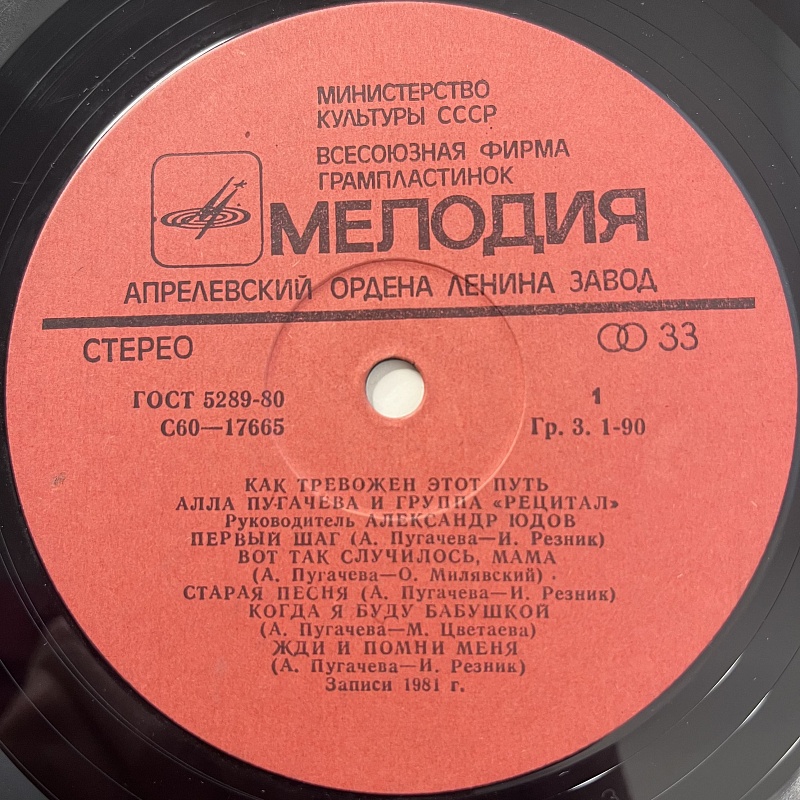 МИНИСТЕРСТВО
КУЛЬТУРЫ СССР
ВСЕСОЮЗНАЯ ФИРМА
ГРАМПЛАСТИНОК
МЕЛОДИЯ
АПРЕЛЕВСКИЙ ОРДЕНА ЛЕНИНА ЗАВОД
СТЕРЕО 33
ГОСТ 5289-80 1
С60—17665 Гр. 3. 1-90
КАК ТРЕВОЖЕН ЭТОТ ПУТЬ
АЛЛА ПУГАЧЕВА И ГРУППА «РЕЦИТАЛ»
Руководитель АЛЕКСАНДР ЮДОВ
ПЕРВЫЙ ШАГ (А. Пугачева—И. Резник)
ВОТ ТАК СЛУЧИЛОСЬ, МАМА
(А. Пугачева—О. Милявский)
СТАРАЯ ПЕСНЯ (А. Пугачева—И. Резник)
КОГДА Я БУДУ БАБУШКОЙ
(А. Пугачева—М. Цветаева)
ЖДИ И ПОМНИ МЕНЯ
(А. Пугачева—И. Резник)
Записи 1981 г.